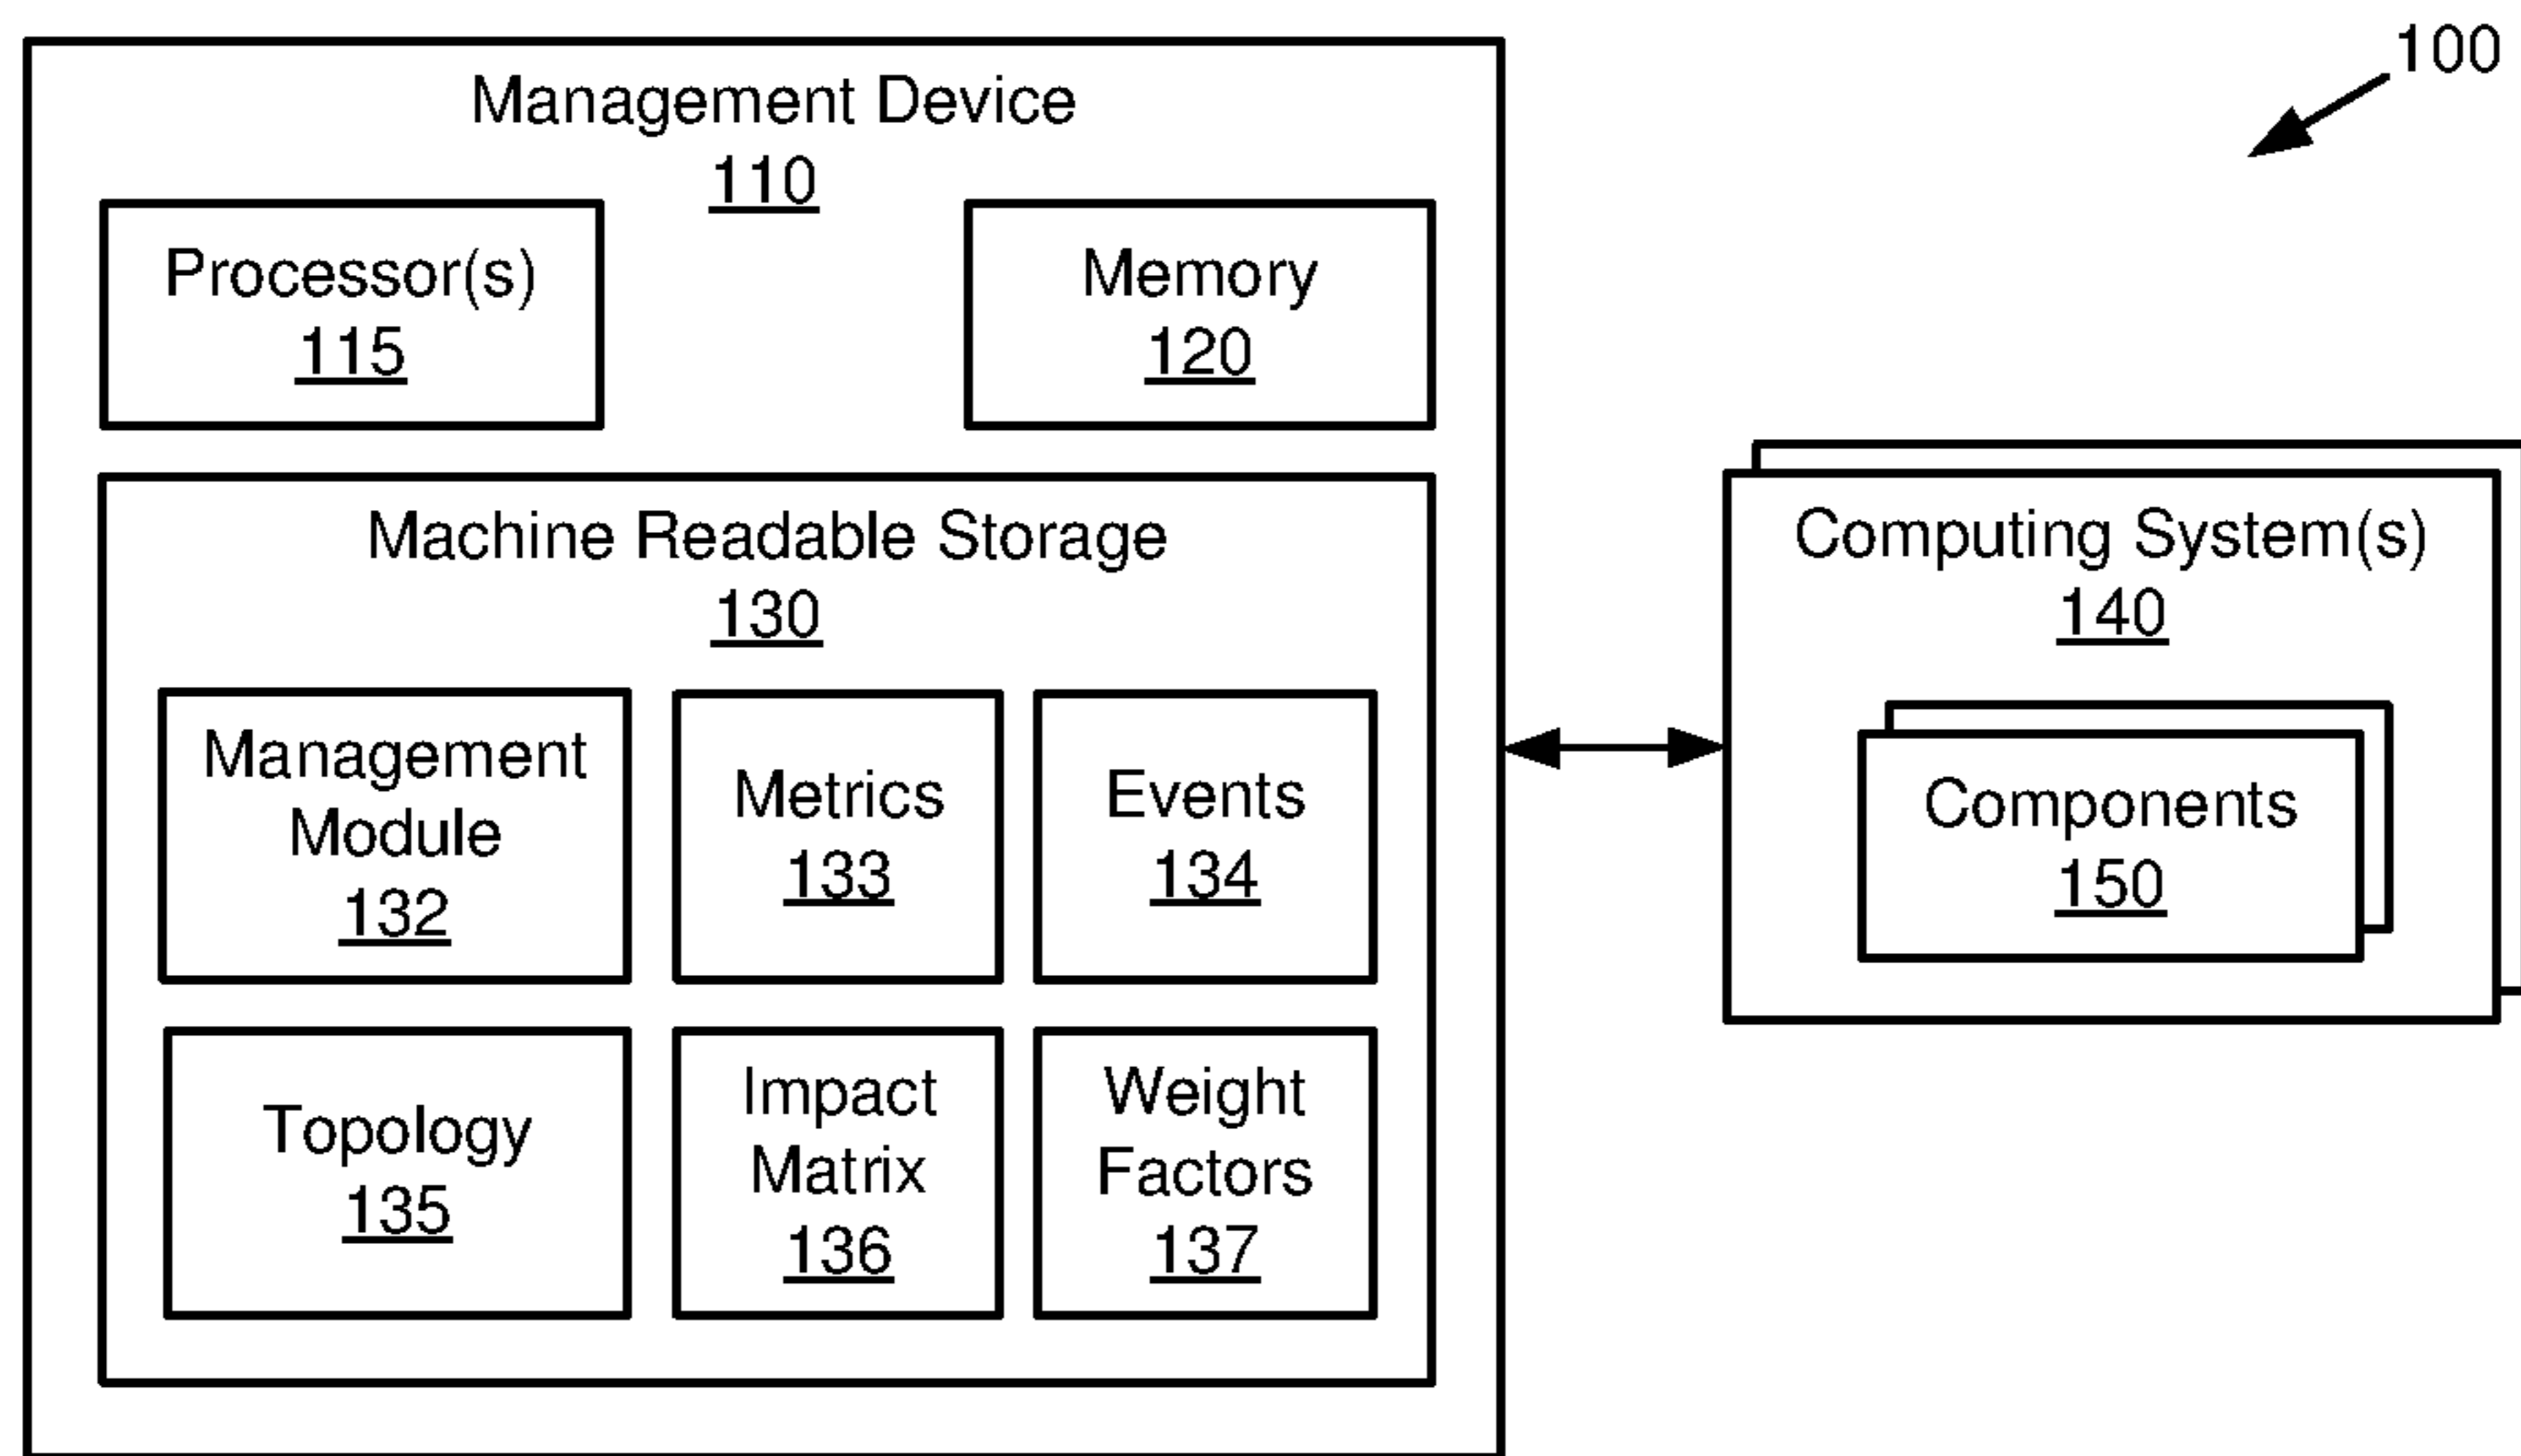 100
Management Device
110
Processor(s)
115
Memory
120
Machine Readable Storage
130
Management
Module
132
Metrics
133
Events
134
Topology
135
Impact
Matrix
136
Weight
Factors
137
Computing System(s)
140
Components
150